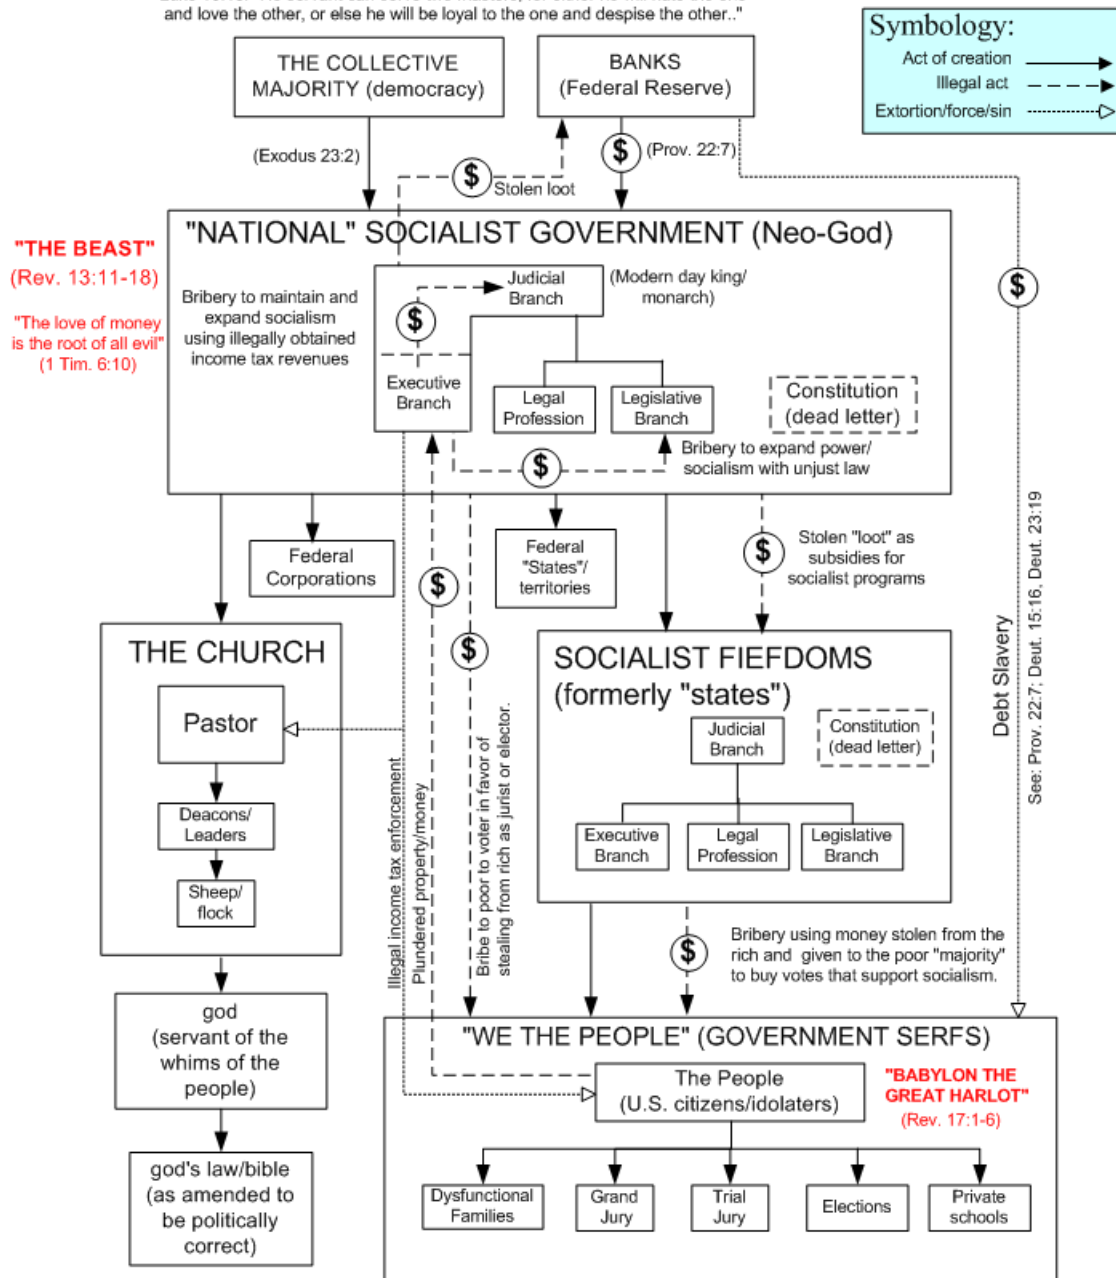 and love the other, or else he will be loyal to the one and despise the other.."
Symbology:
Act of creation
Illegal act
Extortion/force/sin
THE COLLECTIVE
MAJORITY (democracy)
BANKS
(Federal Reserve)
(Exodus 23:2)
$
(Prov. 22:7)
$
Stolen loot
"NATIONAL" SOCIALIST GOVERNMENT (Neo-God)
"THE BEAST"
(Rev. 13:11-18)
"The love of money
is the root of all evil"
(1 Tim. 6:10)
Bribery to maintain and
expand socialism
using illegally obtained
income tax revenues
Judicial
Branch
(Modern day king/
monarch)
$
Executive
Branch
Legal
Profession
Legislative
Branch
Constitution
(dead letter)
$
Bribery to expand power/
socialism with unjust law
$
Debt Slavery
See: Prov. 22:7; Deut. 15:16, Deut. 23:19
Federal
Corporations
Federal
"States"/
territories
$
Stolen "loot" as
subsidies for
socialist programs
$
$
Illegal income tax enforcement
Plundered property/money
Bribe to poor to voter in favor of
stealing from rich as jurist or elector.
THE CHURCH
Pastor
Deacons/
Leaders
Sheep/
flock
god
(servant of the
whims of the
people)
god's law/bible
(as amended to
be politically
correct)
SOCIALIST FIEFDOMS
(formerly "states")
Judicial
Branch
Constitution
(dead letter)
Executive
Branch
Legal
Profession
Legislative
Branch
$
Bribery using money stolen from the
rich and given to the poor "majority"
to buy votes that support socialism.
"WE THE PEOPLE" (GOVERNMENT SERFS)
The People
(U.S. citizens/idolaters)
"BABYLON THE
GREAT HARLOT"
(Rev. 17:1-6)
Dysfunctional
Families
Grand
Jury
Trial
Jury
Elections
Private
schools